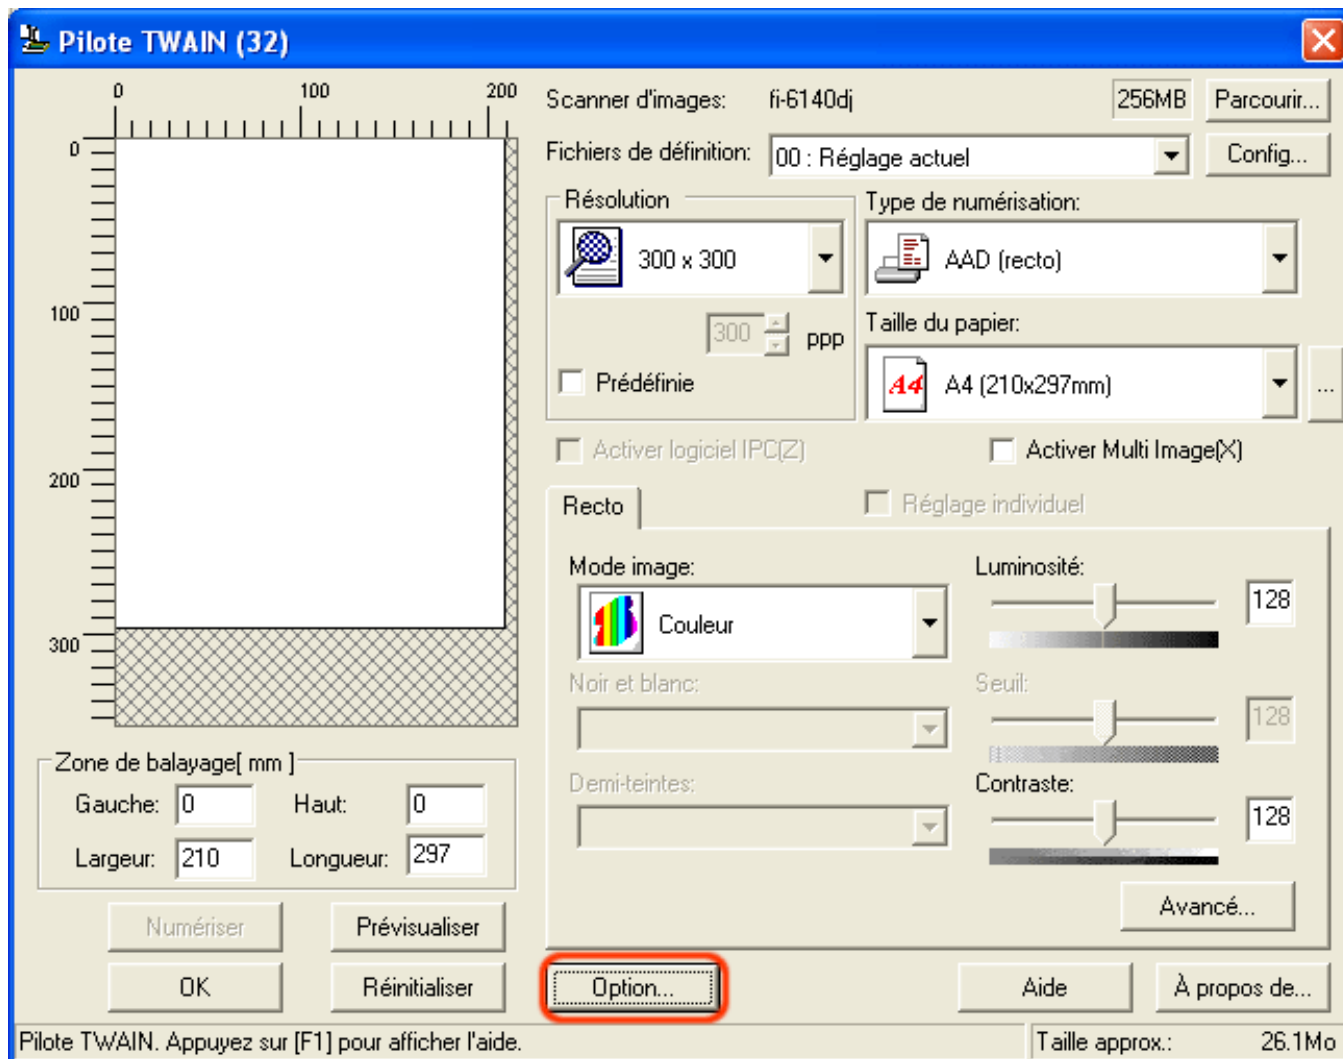 Pilote TWAIN (32)
0 100 200
0
100
200
300
Scanner d'images: fi-6140dj 256MB Parcourir...
Fichiers de définition: 00 : Réglage actuel Config...
Résolution
300 x 300
300 ppp
Prédéfinie
Type de numérisation:
AAD (recto)
Taille du papier:
A4 A4 (210x297mm) ...
Activer logiciel IPC(Z) Activer Multi Image(X)
Recto Réglage individuel
Mode image:
Couleur
Noir et blanc:
Demi-teintes:
Luminosité:
128
Seuil:
128
Contraste:
128
Avancé...
Zone de balayage[ mm ]
Gauche: 0 Haut: 0
Largeur: 210 Longueur: 297
Numériser Prévisualiser
OK Réinitialiser Option... Aide À propos de...
Pilote TWAIN. Appuyez sur [F1] pour afficher l'aide. Taille approx.: 26.1Mo